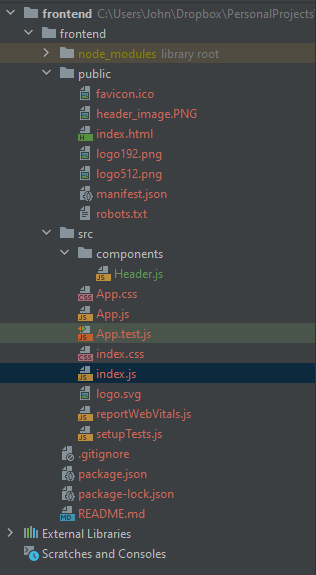 frontend C:\Users\John\Dropbox\PersonalProjects
frontend
node_modules library root
public
favicon.ico
header_image.PNG
index.html
logo192.png
logo512.png
manifest.json
robots.txt
src
components
Header.js
App.css
App.js
App.test.js
index.css
index.js
logo.svg
reportWebVitals.js
setupTests.js
.gitignore
package.json
package-lock.json
README.md
External Libraries
Scratches and Consoles